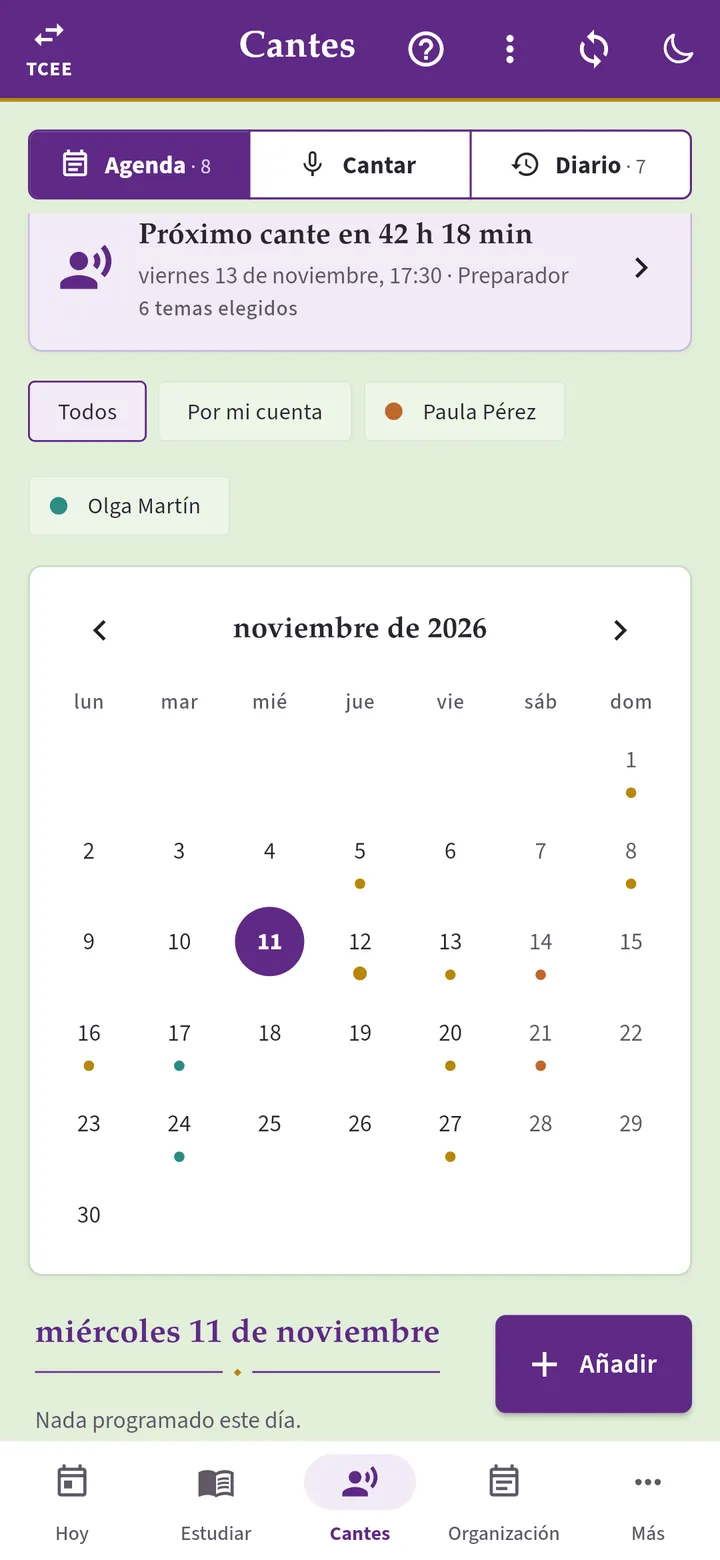 TCEE
Cantes
Agenda · 8
Cantar
Diario · 7
Próximo cante en 42 h 18 min
viernes 13 de noviembre, 17:30 · Preparador
6 temas elegidos
Todos
Por mi cuenta
Paula Pérez
Olga Martín
noviembre de 2026
lun mar mié jue vie sáb dom
1
2 3 4 5 6 7 8
9 10 11 12 13 14 15
16 17 18 19 20 21 22
23 24 25 26 27 28 29
30
miércoles 11 de noviembre
Añadir
Nada programado este día.
Hoy
Estudiar
Cantes
Organización
Más